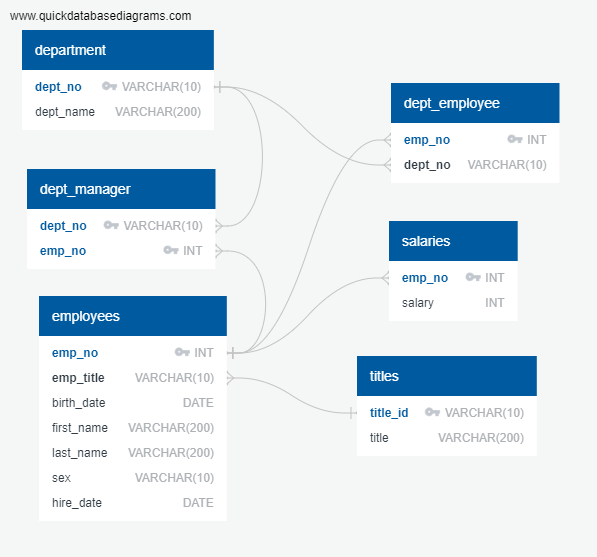 www.quickdatabasediagrams.com
department
dept_no VARCHAR(10)
dept_name VARCHAR(200)
dept_employee
emp_no INT
dept_no VARCHAR(10)
dept_manager
dept_no VARCHAR(10)
emp_no INT
salaries
emp_no INT
salary INT
employees
emp_no INT
emp_title VARCHAR(10)
birth_date DATE
first_name VARCHAR(200)
last_name VARCHAR(200)
sex VARCHAR(10)
hire_date DATE
titles
title_id VARCHAR(10)
title VARCHAR(200)